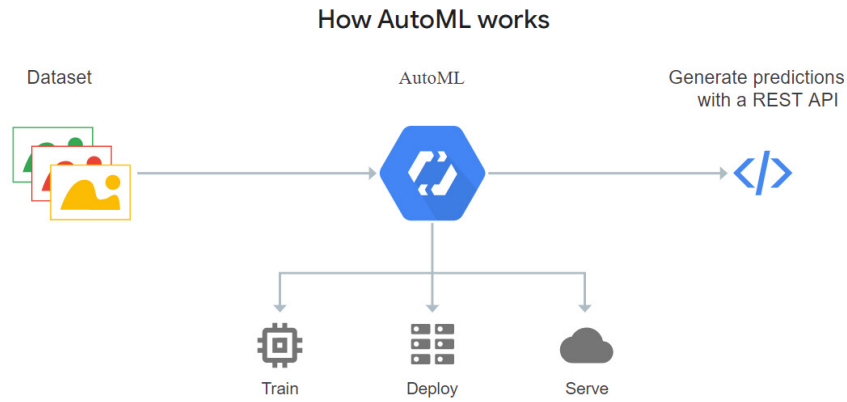 How AutoML works
Dataset
AutoML
Generate predictions
with a REST API
Train
Deploy
Serve